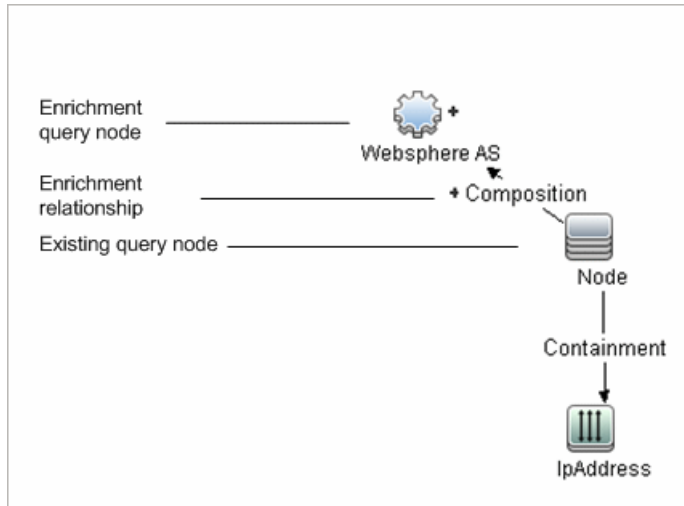 Enrichment
query node
+
Websphere AS
Enrichment
relationship
+ Composition
Existing query node
Node
Containment
IpAddress